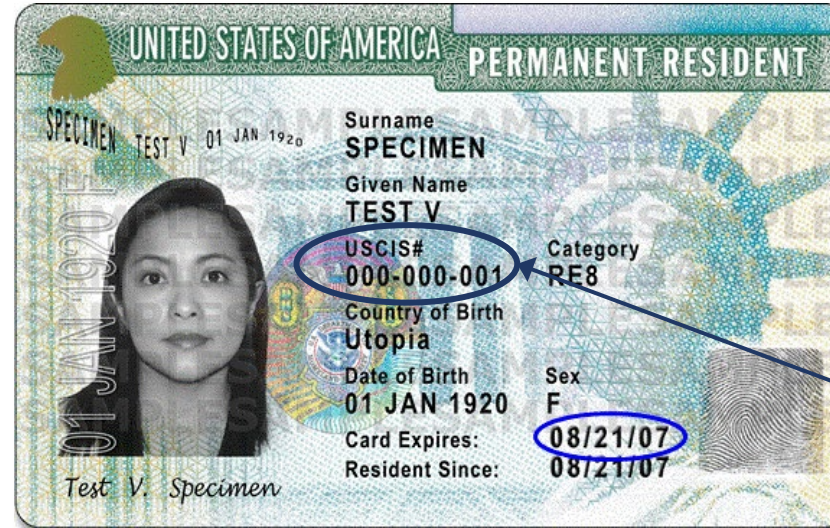 UNITED STATES OF AMERICA PERMANENT RESIDENT
SPECIMEN TEST V 01 JAN 1920
Surname
SPECIMEN
Given Name
TEST V
USCIS# Category
000-000-001 RE8
Country of Birth
Utopia
Date of Birth Sex
01 JAN 1920 F
Card Expires: 08/21/07
Resident Since: 08/21/07
01 JAN 1920 F
Test V. Specimen